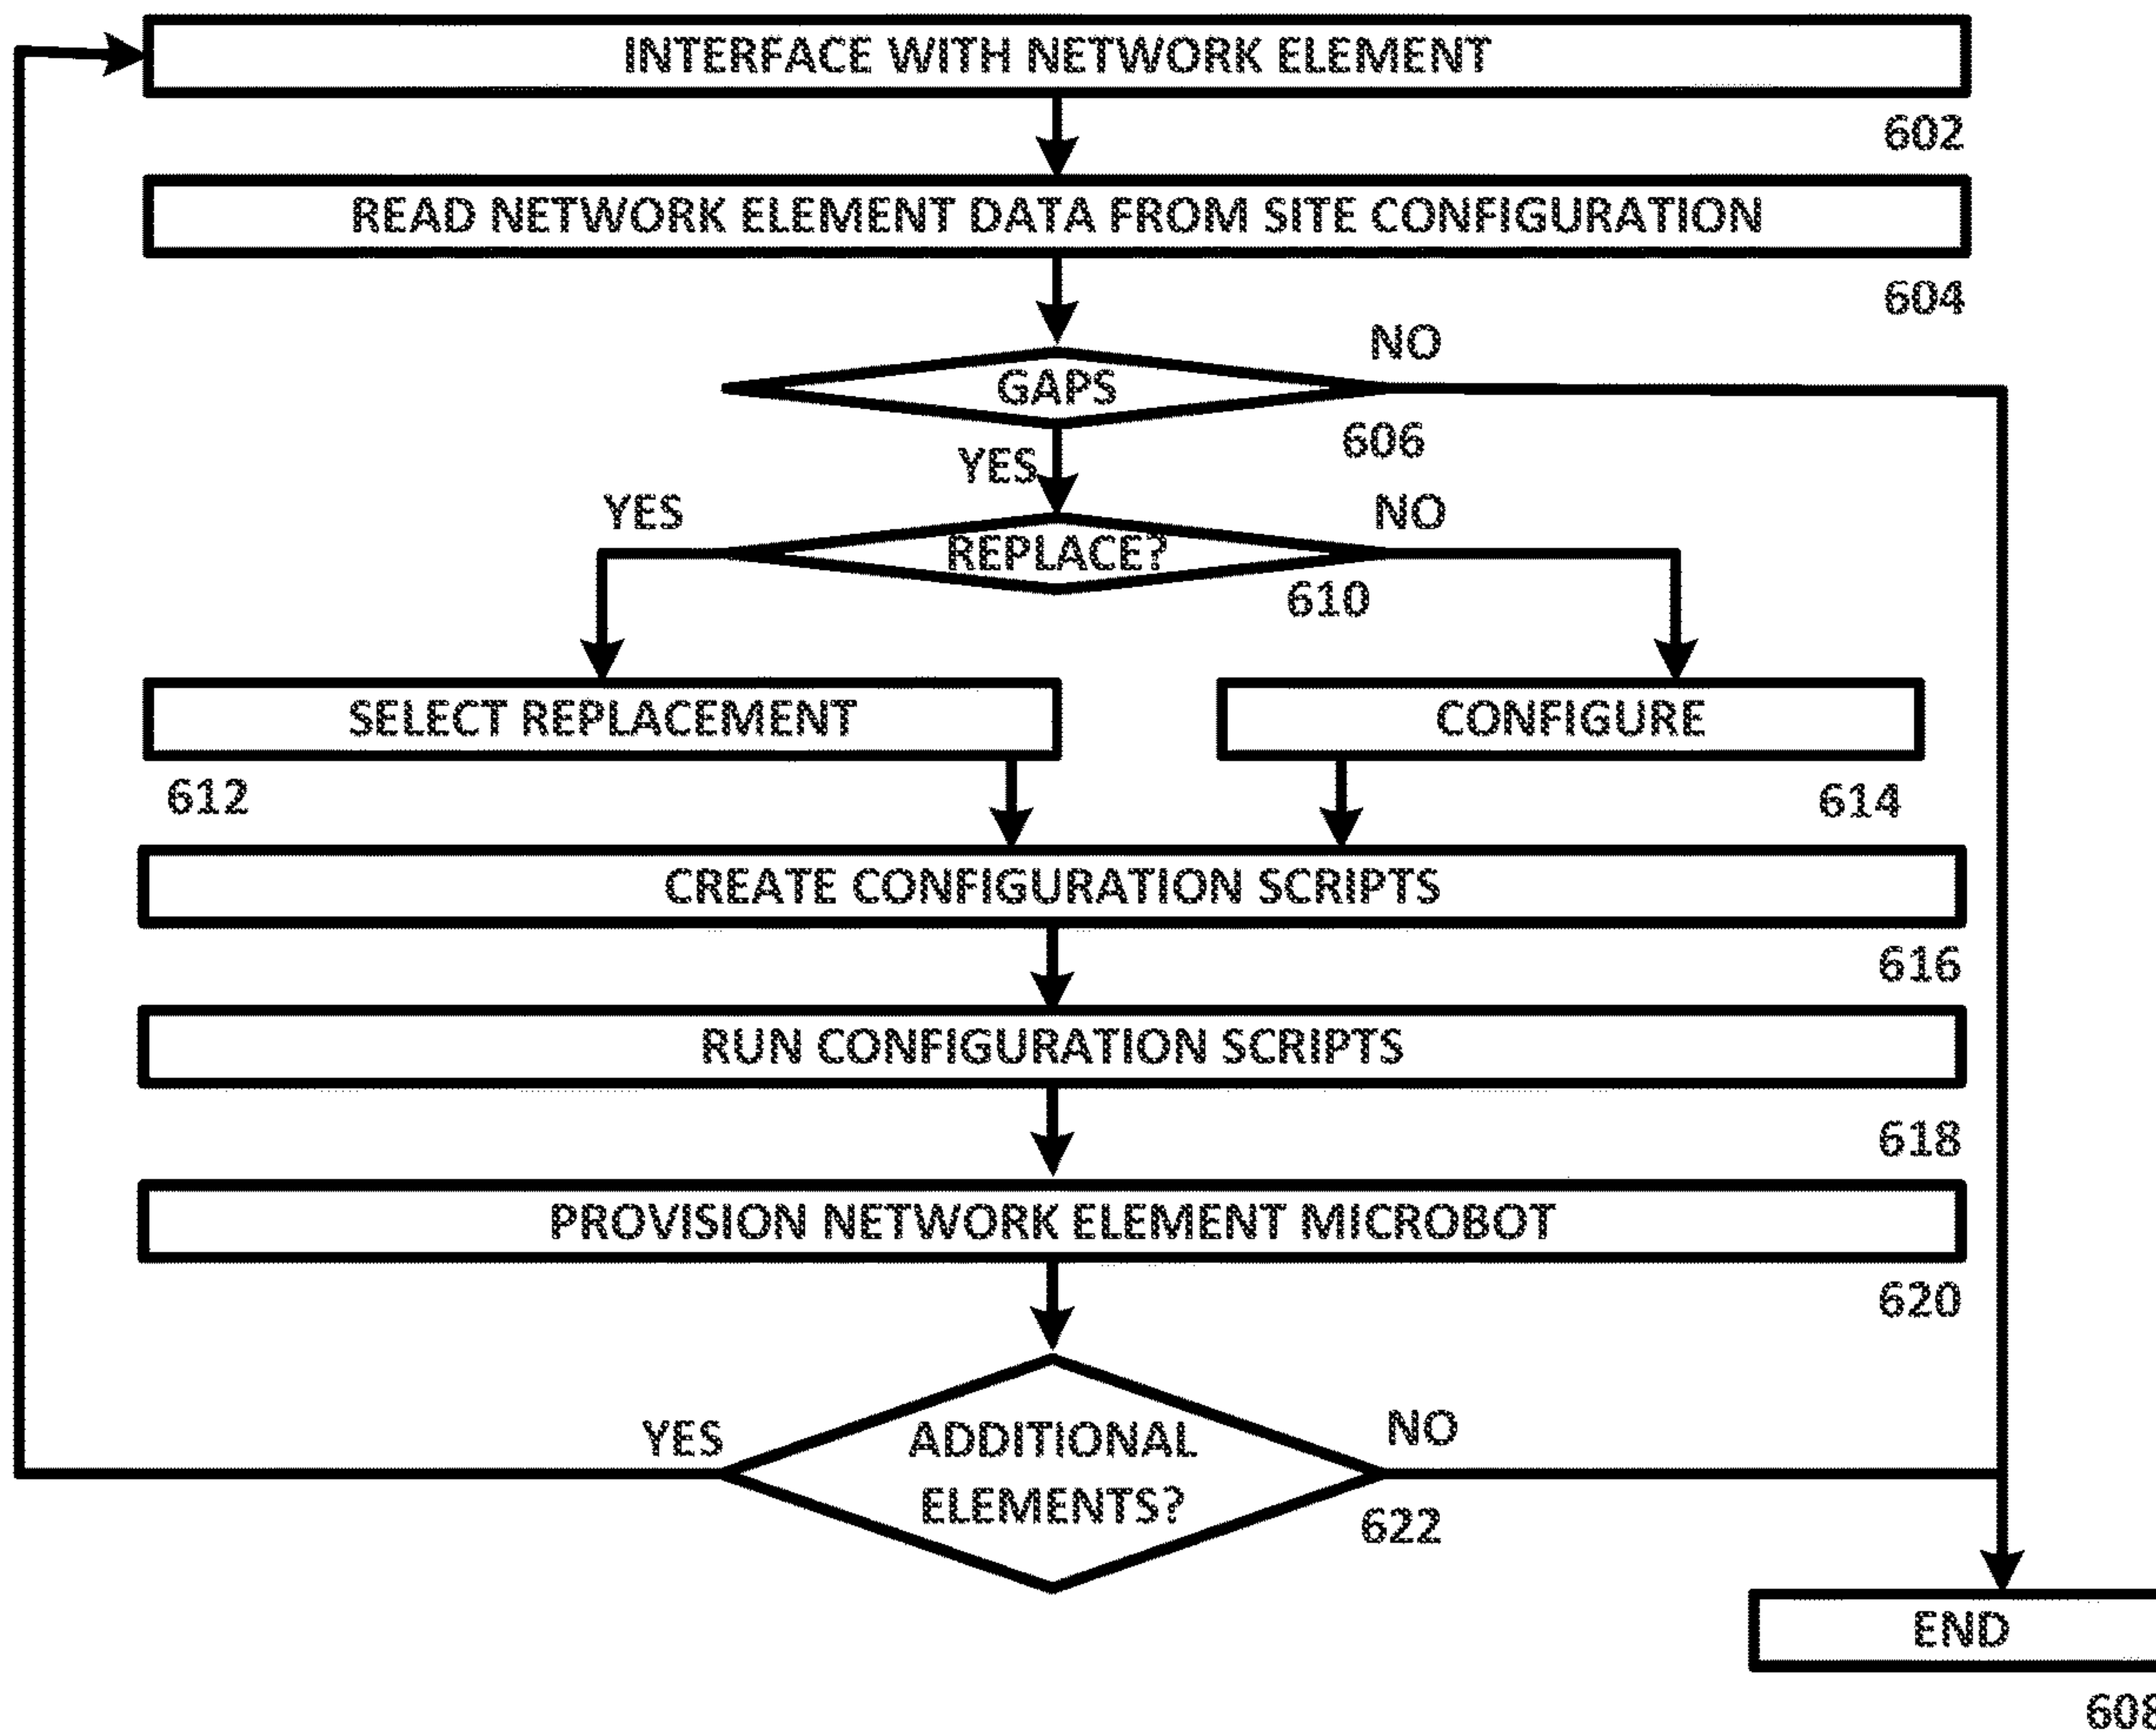 INTERFACE WITH NETWORK ELEMENT
602
READ NETWORK ELEMENT DATA FROM SITE CONFIGURATION
604
NO
GAPS
606
YES
YES
NO
REPLACE?
610
SELECT REPLACEMENT
CONFIGURE
612
614
CREATE CONFIGURATION SCRIPTS
616
RUN CONFIGURATION SCRIPTS
618
PROVISION NETWORK ELEMENT MICROBOT
620
YES
NO
ADDITIONAL
ELEMENTS?
622
END
608